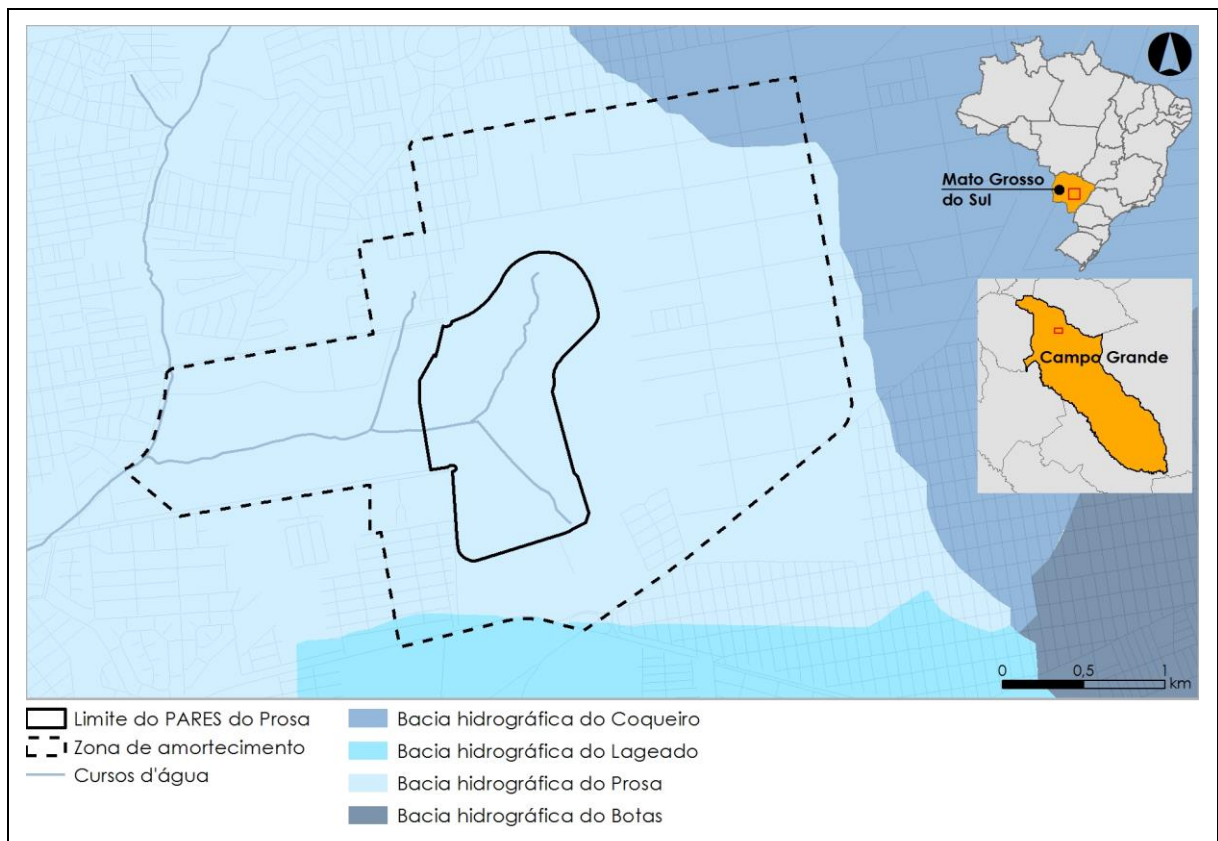 Mato Grosso
do Sul
Campo Grande
0 0,5 1
km
Limite do PARES do Prosa
Zona de amortecimento
Cursos d'água
Bacia hidrográfica do Coqueiro
Bacia hidrográfica do Lageado
Bacia hidrográfica do Prosa
Bacia hidrográfica do Botas